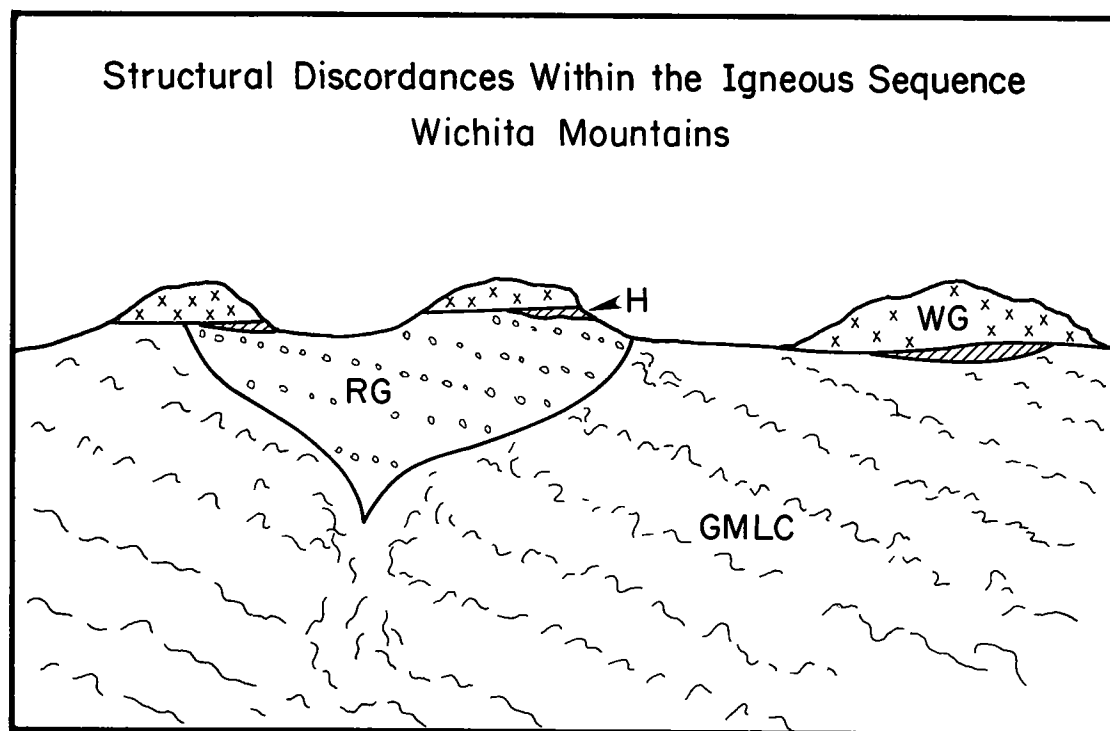 Structural Discordances Within the Igneous Sequence
Wichita Mountains
H
WG
RG
GMLC